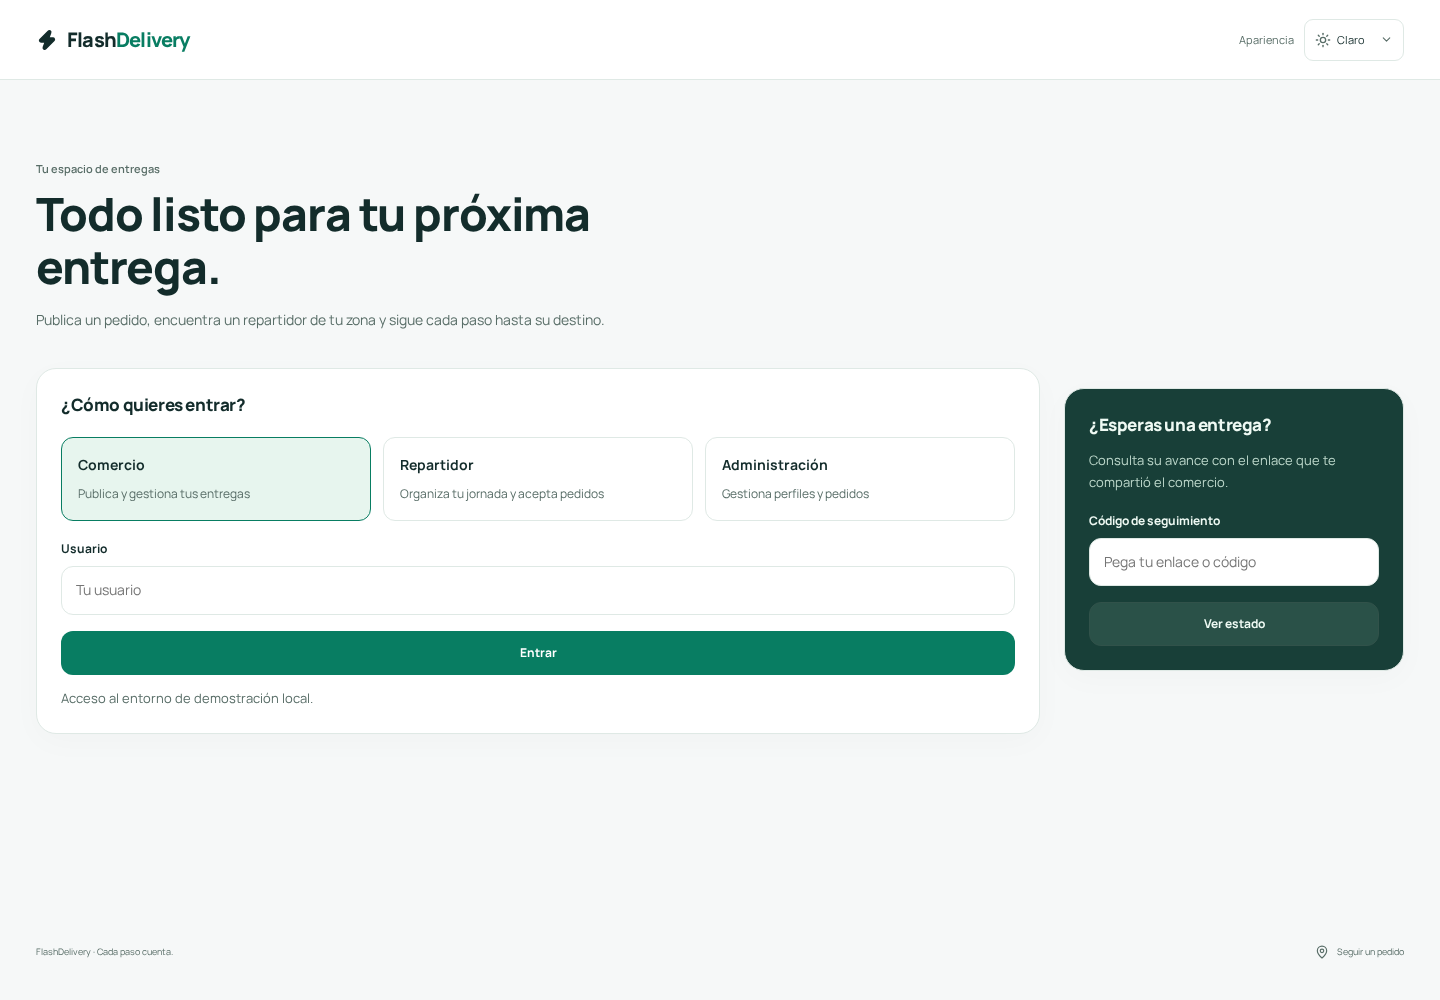 FlashDelivery
Apariencia
Claro
Tu espacio de entregas
Todo listo para tu próxima
entrega.
Publica un pedido, encuentra un repartidor de tu zona y sigue cada paso hasta su destino.
¿Cómo quieres entrar?
Comercio
Publica y gestiona tus entregas
Repartidor
Organiza tu jornada y acepta pedidos
Administración
Gestiona perfiles y pedidos
Usuario
Tu usuario
Entrar
Acceso al entorno de demostración local.
¿Esperas una entrega?
Consulta su avance con el enlace que te
compartió el comercio.
Código de seguimiento
Pega tu enlace o código
Ver estado
FlashDelivery · Cada paso cuenta.
Seguir un pedido